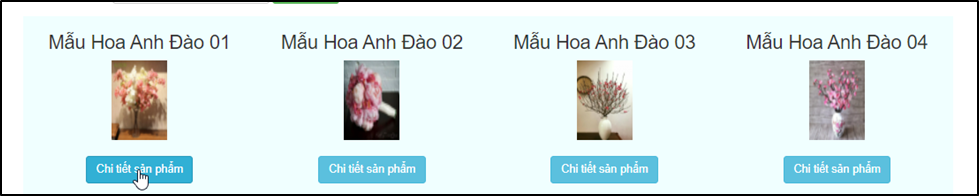 Mẫu Hoa Anh Đào 01
Mẫu Hoa Anh Đào 02
Mẫu Hoa Anh Đào 03
Mẫu Hoa Anh Đào 04
Chi tiết sản phẩm
Chi tiết sản phẩm
Chi tiết sản phẩm
Chi tiết sản phẩm